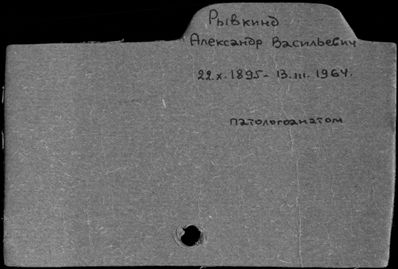 Рывкинд
Александр Васильевич
22.X.1895- 13.III.1964.
патологоанатом